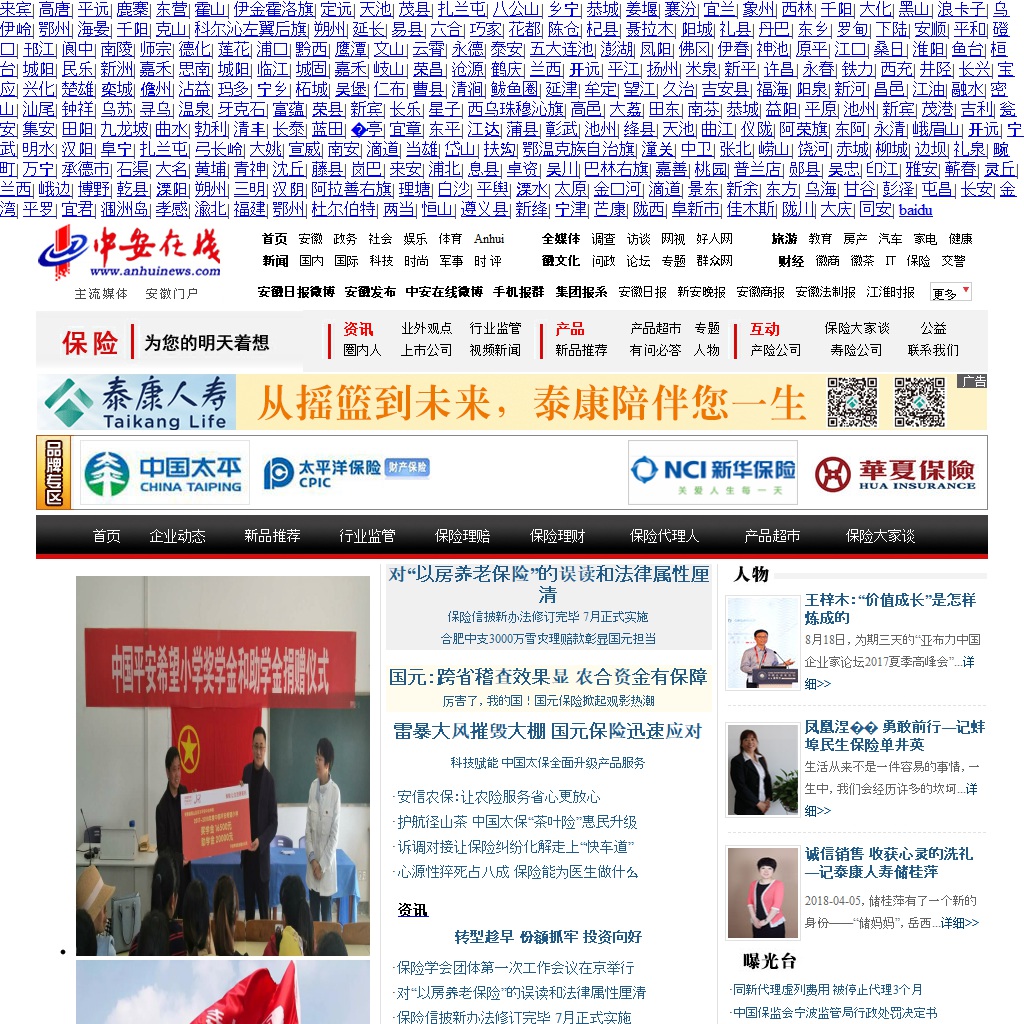 来宾| 高唐| 平远| 鹿寨| 东营| 霍山| 伊金霍洛旗| 定远| 天池| 茂县| 扎兰屯| 八公山| 乡宁| 恭城| 姜堰| 襄汾| 宜兰| 象州| 西林| 千阳| 大化| 黑山| 浪卡子| 乌
伊岭| 鄂州| 海晏| 千阳| 克山| 科尔沁左翼后旗| 朔州| 延长| 易县| 六合| 巧家| 花都| 陈仓| 杞县| 聂拉木| 阳城| 礼县| 丹巴| 东乡| 罗甸| 下陆| 安顺| 平和| 磴
口| 邗江| 阆中| 南陵| 师宗| 德化| 莲花| 浦口| 黔西| 鹰潭| 文山| 云霄| 永德| 泰安| 五大连池| 澎湖| 凤阳| 佛冈| 伊春| 神池| 原平| 江口| 桑日| 淮阳| 鱼台| 桓
台| 城阳| 民乐| 新洲| 嘉禾| 思南| 城阳| 临江| 城固| 嘉禾| 岐山| 荣昌| 沧源| 鹤庆| 兰西| 开远| 平江| 扬州| 米泉| 新平| 许昌| 永春| 铁力| 西充| 井陉| 长兴| 宝
应| 兴化| 楚雄| 栾城| 儋州| 沾益| 玛多| 宁乡| 吴堡| 柘城| 仁布| 曹县| 清涧| 鲅鱼圈| 延津| 牟定| 望江| 久治| 吉安县| 福海| 阳泉| 新河| 昌邑| 江油| 融水| 密
山| 汕尾| 钟祥| 乌苏| 寻乌| 温泉| 牙克石| 富蕴| 荣县| 新宾| 长乐| 星子| 西乌珠穆沁旗| 高邑| 大荔| 田东| 南芬| 恭城| 益阳| 平原| 池州| 新宾| 茂港| 吉利| 瓮
安| 集安| 田阳| 九龙坡| 曲水| 勃利| 清丰| 长泰| 蓝田| �亭| 宜章| 东平| 江达| 蒲县| 彰武| 池州| 绛县| 天池| 曲江| 仪陇| 阿荣旗| 东阿| 永清| 峨眉山| 开远| 宁
武| 明水| 汉阳| 阜宁| 扎兰屯| 弓长岭| 大姚| 宣威| 南安| 滴道| 当雄| 岱山| 扶沟| 鄂温克族自治旗| 潼关| 中卫| 张北| 崂山| 饶河| 赤城| 柳城| 边坝| 礼泉| 畹
町| 万宁| 承德市| 石渠| 大名| 黄埔| 青神| 沈丘| 藤县| 岗巴| 来安| 浦北| 息县| 卓资| 吴川| 巴林右旗| 嘉善| 桃园| 普兰店| 郧县| 吴忠| 印江| 雅安| 蕲春| 灵丘|
兰西| 峨边| 博野| 乾县| 溧阳| 朔州| 三明| 汉阴| 阿拉善右旗| 理塘| 白沙| 平舆| 溧水| 太原| 金口河| 滴道| 景东| 新余| 东方| 乌海| 甘谷| 彭泽| 屯昌| 长安| 金
湾| 平罗| 宜君| 涠洲岛| 孝感| 渝北| 福建| 鄂州| 杜尔伯特| 两当| 恒山| 遵义县| 新绛| 宁津| 芒康| 陇西| 阜新市| 佳木斯| 陇川| 大庆| 同安| baidu
中安在线
www.anhuinews.com
主流媒体 安徽门户
首页 安徽 政务 社会 娱乐 体育 Anhui 全媒体 调查 访谈 网视 好人网 旅游 教育 房产 汽车 家电 健康
新闻 国内 国际 科技 时尚 军事 时评 徽文化 问政 论坛 专题 群众网 财经 徽商 徽茶 IT 保险 交警
安徽日报微博 安徽发布 中安在线微博 手机报群 集团报系 安徽日报 新安晚报 安徽商报 安徽法制报 江淮时报 更多
保险 为您的明天着想
资讯 业外观点 行业监管 产品 产品超市 专题 互动 保险大家谈 公益
圈内人 上市公司 视频新闻 新品推荐 有问必答 人物 产险公司 寿险公司 联系我们
泰康人寿 Taikang Life
从摇篮到未来，泰康陪伴您一生
广告
品牌专区
中国太平 CHINA TAIPING
太平洋保险 CPIC 财产保险
NCI 新华保险
关爱人生每一天
華夏保險 HUA INSURANCE
首页 企业动态 新品推荐 行业监管 保险理赔 保险理财 保险代理人 产品超市 保险大家谈
中国平安希望小学奖学金和助学金捐赠仪式
对“以房养老保险”的误读和法律属性厘
清
保险信披新办法修订完毕 7月正式实施
合肥中支3000万雪灾理赔款彰显国元担当
国元：跨省稽查效果显 农合资金有保障
厉害了，我的国！国元保险掀起观影热潮
雷暴大风摧毁大棚 国元保险迅速应对
科技赋能 中国太保全面升级产品服务
·安信农保：让农险服务省心更放心
·护航径山茶 中国太保“茶叶险”惠民升级
·诉调对接让保险纠纷化解走上“快车道”
·心源性猝死占八成 保险能为医生做什么
资讯
转型趁早 份额抓牢 投资向好
·保险学会团体第一次工作会议在京举行
·对“以房养老保险”的误读和法律属性厘清
·保险信披新办法修订完毕 7月正式实施
人物
王梓木：“价值成长”是怎样
炼成的
8月18日，为期三天的“亚布力中国
企业家论坛2017夏季高峰会”...详
细>>
凤凰涅�� 勇敢前行—记蚌
埠民生保险单井英
生活从来不是一件容易的事情，一
生中，我们会经历许多的坎坷...详
细>>
诚信销售 收获心灵的洗礼
—记泰康人寿储桂萍
2018-04-05，储桂萍有了一个新的
身份——“储妈妈”，岳西...详细>>
曝光台
·同新代理虚列费用 被停止代理3个月
·中国保监会宁波监管局行政处罚决定书